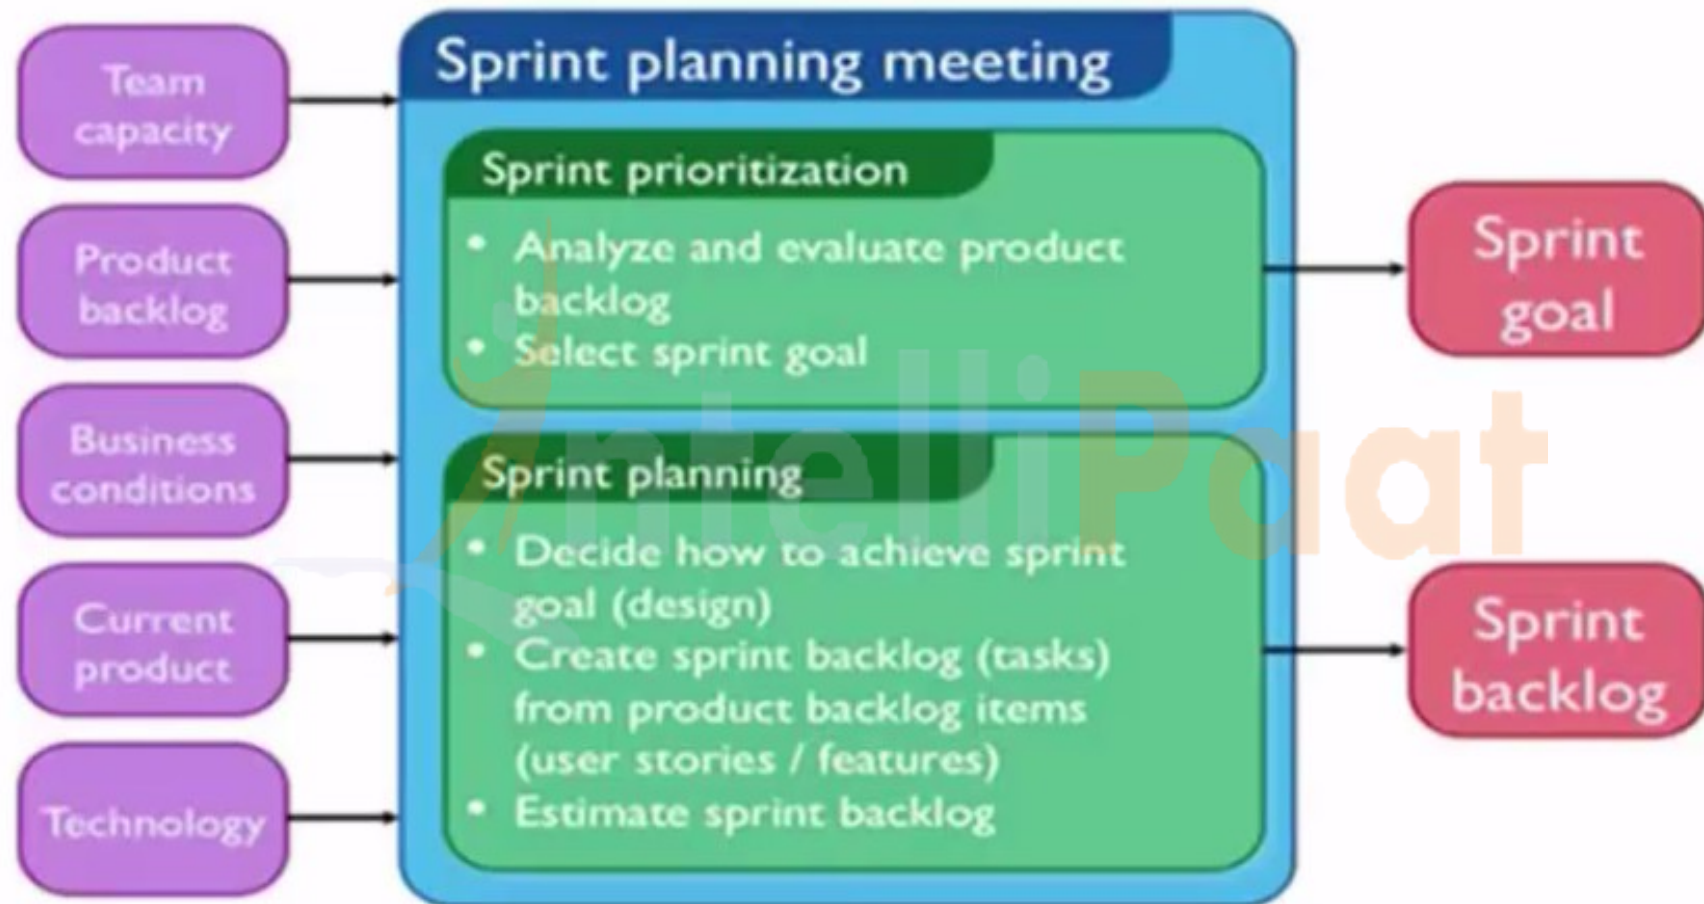 Team
capacity
Product
backlog
Business
conditions
Current
product
Technology
Sprint planning meeting
Sprint prioritization
• Analyze and evaluate product
backlog
• Select sprint goal
Sprint planning
• Decide how to achieve sprint
goal (design)
• Create sprint backlog (tasks)
from product backlog items
(user stories / features)
• Estimate sprint backlog
Sprint
goal
Sprint
backlog
intelliPaat